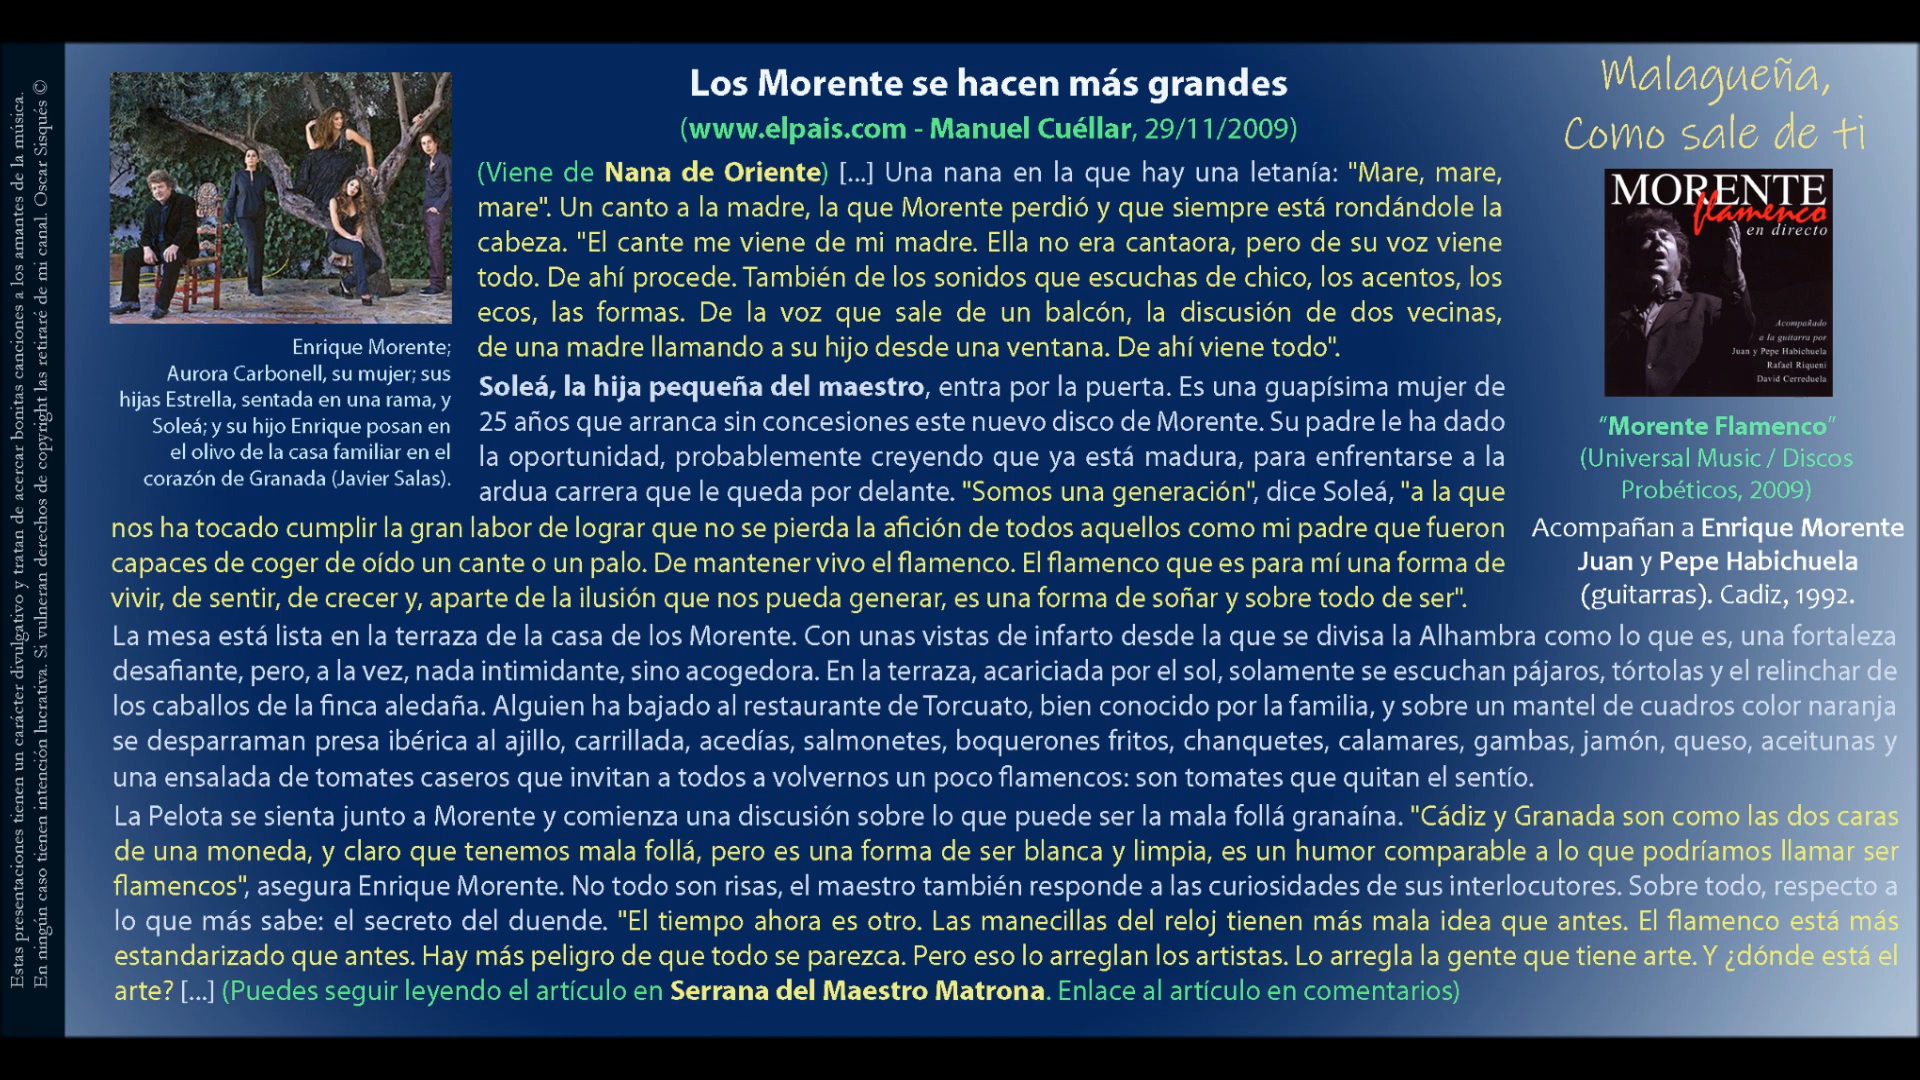 Estas presentaciones tienen un carácter divulgativo y tratan de acercar bonitas canciones a los amantes de la música.
En ningún caso tienen intención lucrativa. Si vulneran derechos de copyright las retiraré de mi canal. Oscar Sisqués ©
Los Morente se hacen más grandes
(www.elpais.com - Manuel Cuéllar, 29/11/2009)
(Viene de Nana de Oriente) [...] Una nana en la que hay una letanía: "Mare, mare,
mare". Un canto a la madre, la que Morente perdió y que siempre está rondándole la
cabeza. "El cante me viene de mi madre. Ella no era cantaora, pero de su voz viene
todo. De ahí procede. También de los sonidos que escuchas de chico, los acentos, los
ecos, las formas. De la voz que sale de un balcón, la discusión de dos vecinas,
de una madre llamando a su hijo desde una ventana. De ahí viene todo".
Enrique Morente;
Aurora Carbonell, su mujer; sus
hijas Estrella, sentada en una rama, y
Soleá; y su hijo Enrique posan en
el olivo de la casa familiar en el
corazón de Granada (Javier Salas).
Soleá, la hija pequeña del maestro, entra por la puerta. Es una guapísima mujer de
25 años que arranca sin concesiones este nuevo disco de Morente. Su padre le ha dado
la oportunidad, probablemente creyendo que ya está madura, para enfrentarse a la
ardua carrera que le queda por delante. "Somos una generación", dice Soleá, "a la que
nos ha tocado cumplir la gran labor de lograr que no se pierda la afición de todos aquellos como mi padre que fueron
capaces de coger de oído un cante o un palo. De mantener vivo el flamenco. El flamenco que es para mí una forma de
vivir, de sentir, de crecer y, aparte de la ilusión que nos pueda generar, es una forma de soñar y sobre todo de ser".
La mesa está lista en la terraza de la casa de los Morente. Con unas vistas de infarto desde la que se divisa la Alhambra como lo que es, una fortaleza
desafiante, pero, a la vez, nada intimidante, sino acogedora. En la terraza, acariciada por el sol, solamente se escuchan pájaros, tórtolas y el relinchar de
los caballos de la finca aledaña. Alguien ha bajado al restaurante de Torcuato, bien conocido por la familia, y sobre un mantel de cuadros color naranja
se desparraman presa ibérica al ajillo, carrillada, acedías, salmonetes, boquerones fritos, chanquetes, calamares, gambas, jamón, queso, aceitunas y
una ensalada de tomates caseros que invitan a todos a volvernos un poco flamencos: son tomates que quitan el sentío.
La Pelota se sienta junto a Morente y comienza una discusión sobre lo que puede ser la mala follá granaína. "Cádiz y Granada son como las dos caras
de una moneda, y claro que tenemos mala follá, pero es una forma de ser blanca y limpia, es un humor comparable a lo que podríamos llamar ser
flamencos", asegura Enrique Morente. No todo son risas, el maestro también responde a las curiosidades de sus interlocutores. Sobre todo, respecto a
lo que más sabe: el secreto del duende. "El tiempo ahora es otro. Las manecillas del reloj tienen más mala idea que antes. El flamenco está más
estandarizado que antes. Hay más peligro de que todo se parezca. Pero eso lo arreglan los artistas. Lo arregla la gente que tiene arte. Y ¿dónde está el
arte? [...] (Puedes seguir leyendo el artículo en Serrana del Maestro Matrona. Enlace al artículo en comentarios)
Malagueña,
Como sale de ti
MORENTE
flamenco
en directo
Acompañado
a la guitarra por
Juan y Pepe Habichuela
Rafael Riqueni
David Cerreduela
"Morente Flamenco"
(Universal Music / Discos
Probéticos, 2009)
Acompañan a Enrique Morente
Juan y Pepe Habichuela
(guitarras). Cadiz, 1992.